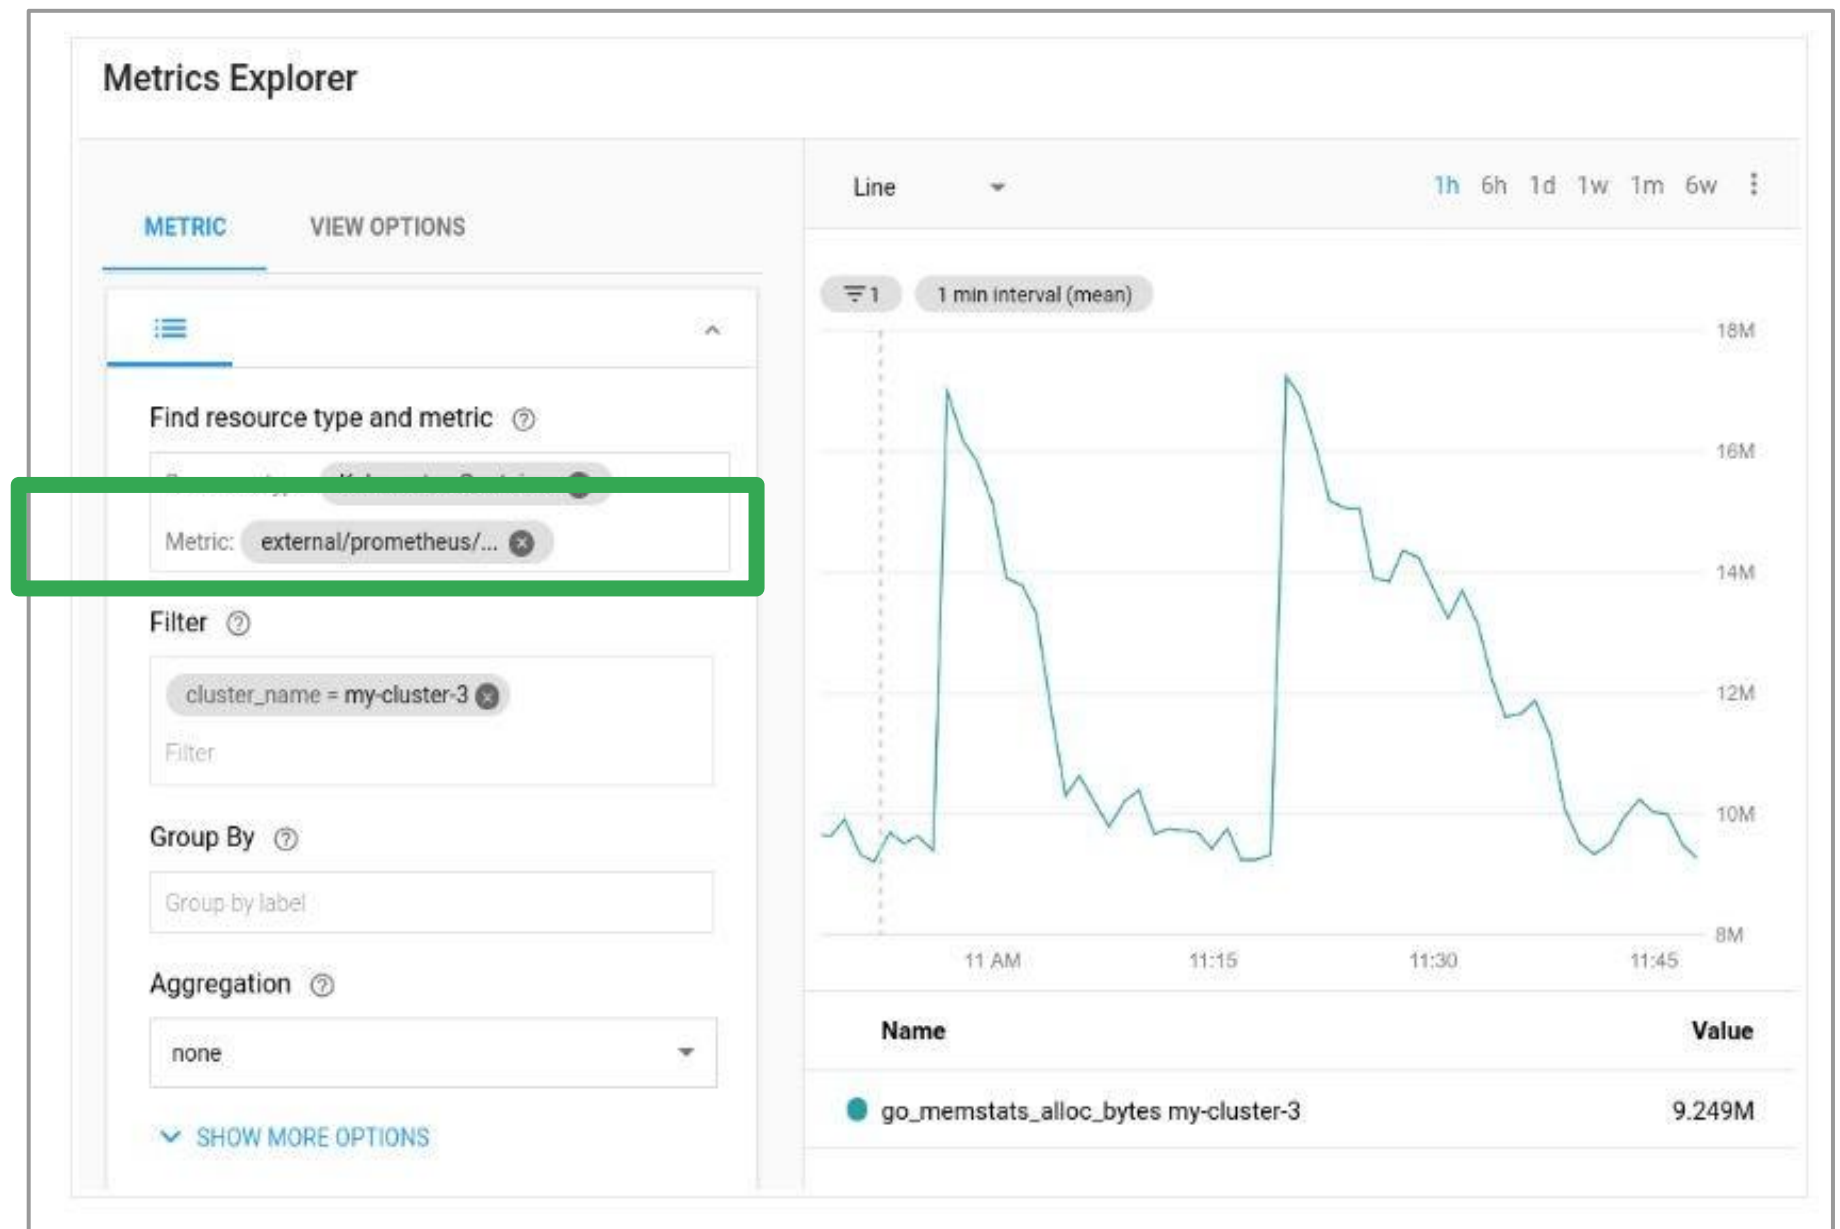 Metrics Explorer
METRIC VIEW OPTIONS
Find resource type and metric
Metric: external/prometheus/...
Filter
cluster_name = my-cluster-3
Filter
Group By
Group by label
Aggregation
none
SHOW MORE OPTIONS
Line
1h 6h 1d 1w 1m 6w
1 1 min interval (mean)
18M
16M
14M
12M
10M
8M
11 AM 11:15 11:30 11:45
Name Value
go_memstats_alloc_bytes my-cluster-3 9.249M